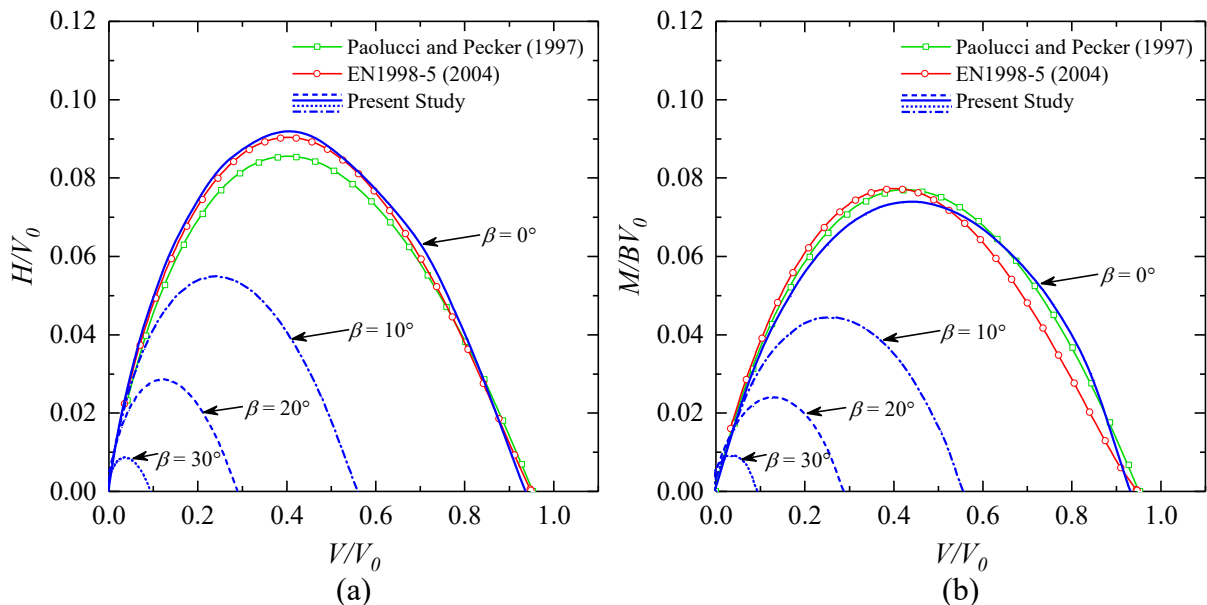 0.12
0.10
0.08
0.06
0.04
0.02
0.00
H/V0
Paolucci and Pecker (1997)
EN1998-5 (2004)
Present Study
β = 0°
β = 10°
β = 20°
β = 30°
0.0 0.2 0.4 0.6 0.8 1.0
V/V0
(a)
0.12
0.10
0.08
0.06
0.04
0.02
0.00
M/BV0
Paolucci and Pecker (1997)
EN1998-5 (2004)
Present Study
β = 0°
β = 10°
β = 20°
β = 30°
0.0 0.2 0.4 0.6 0.8 1.0
V/V0
(b)